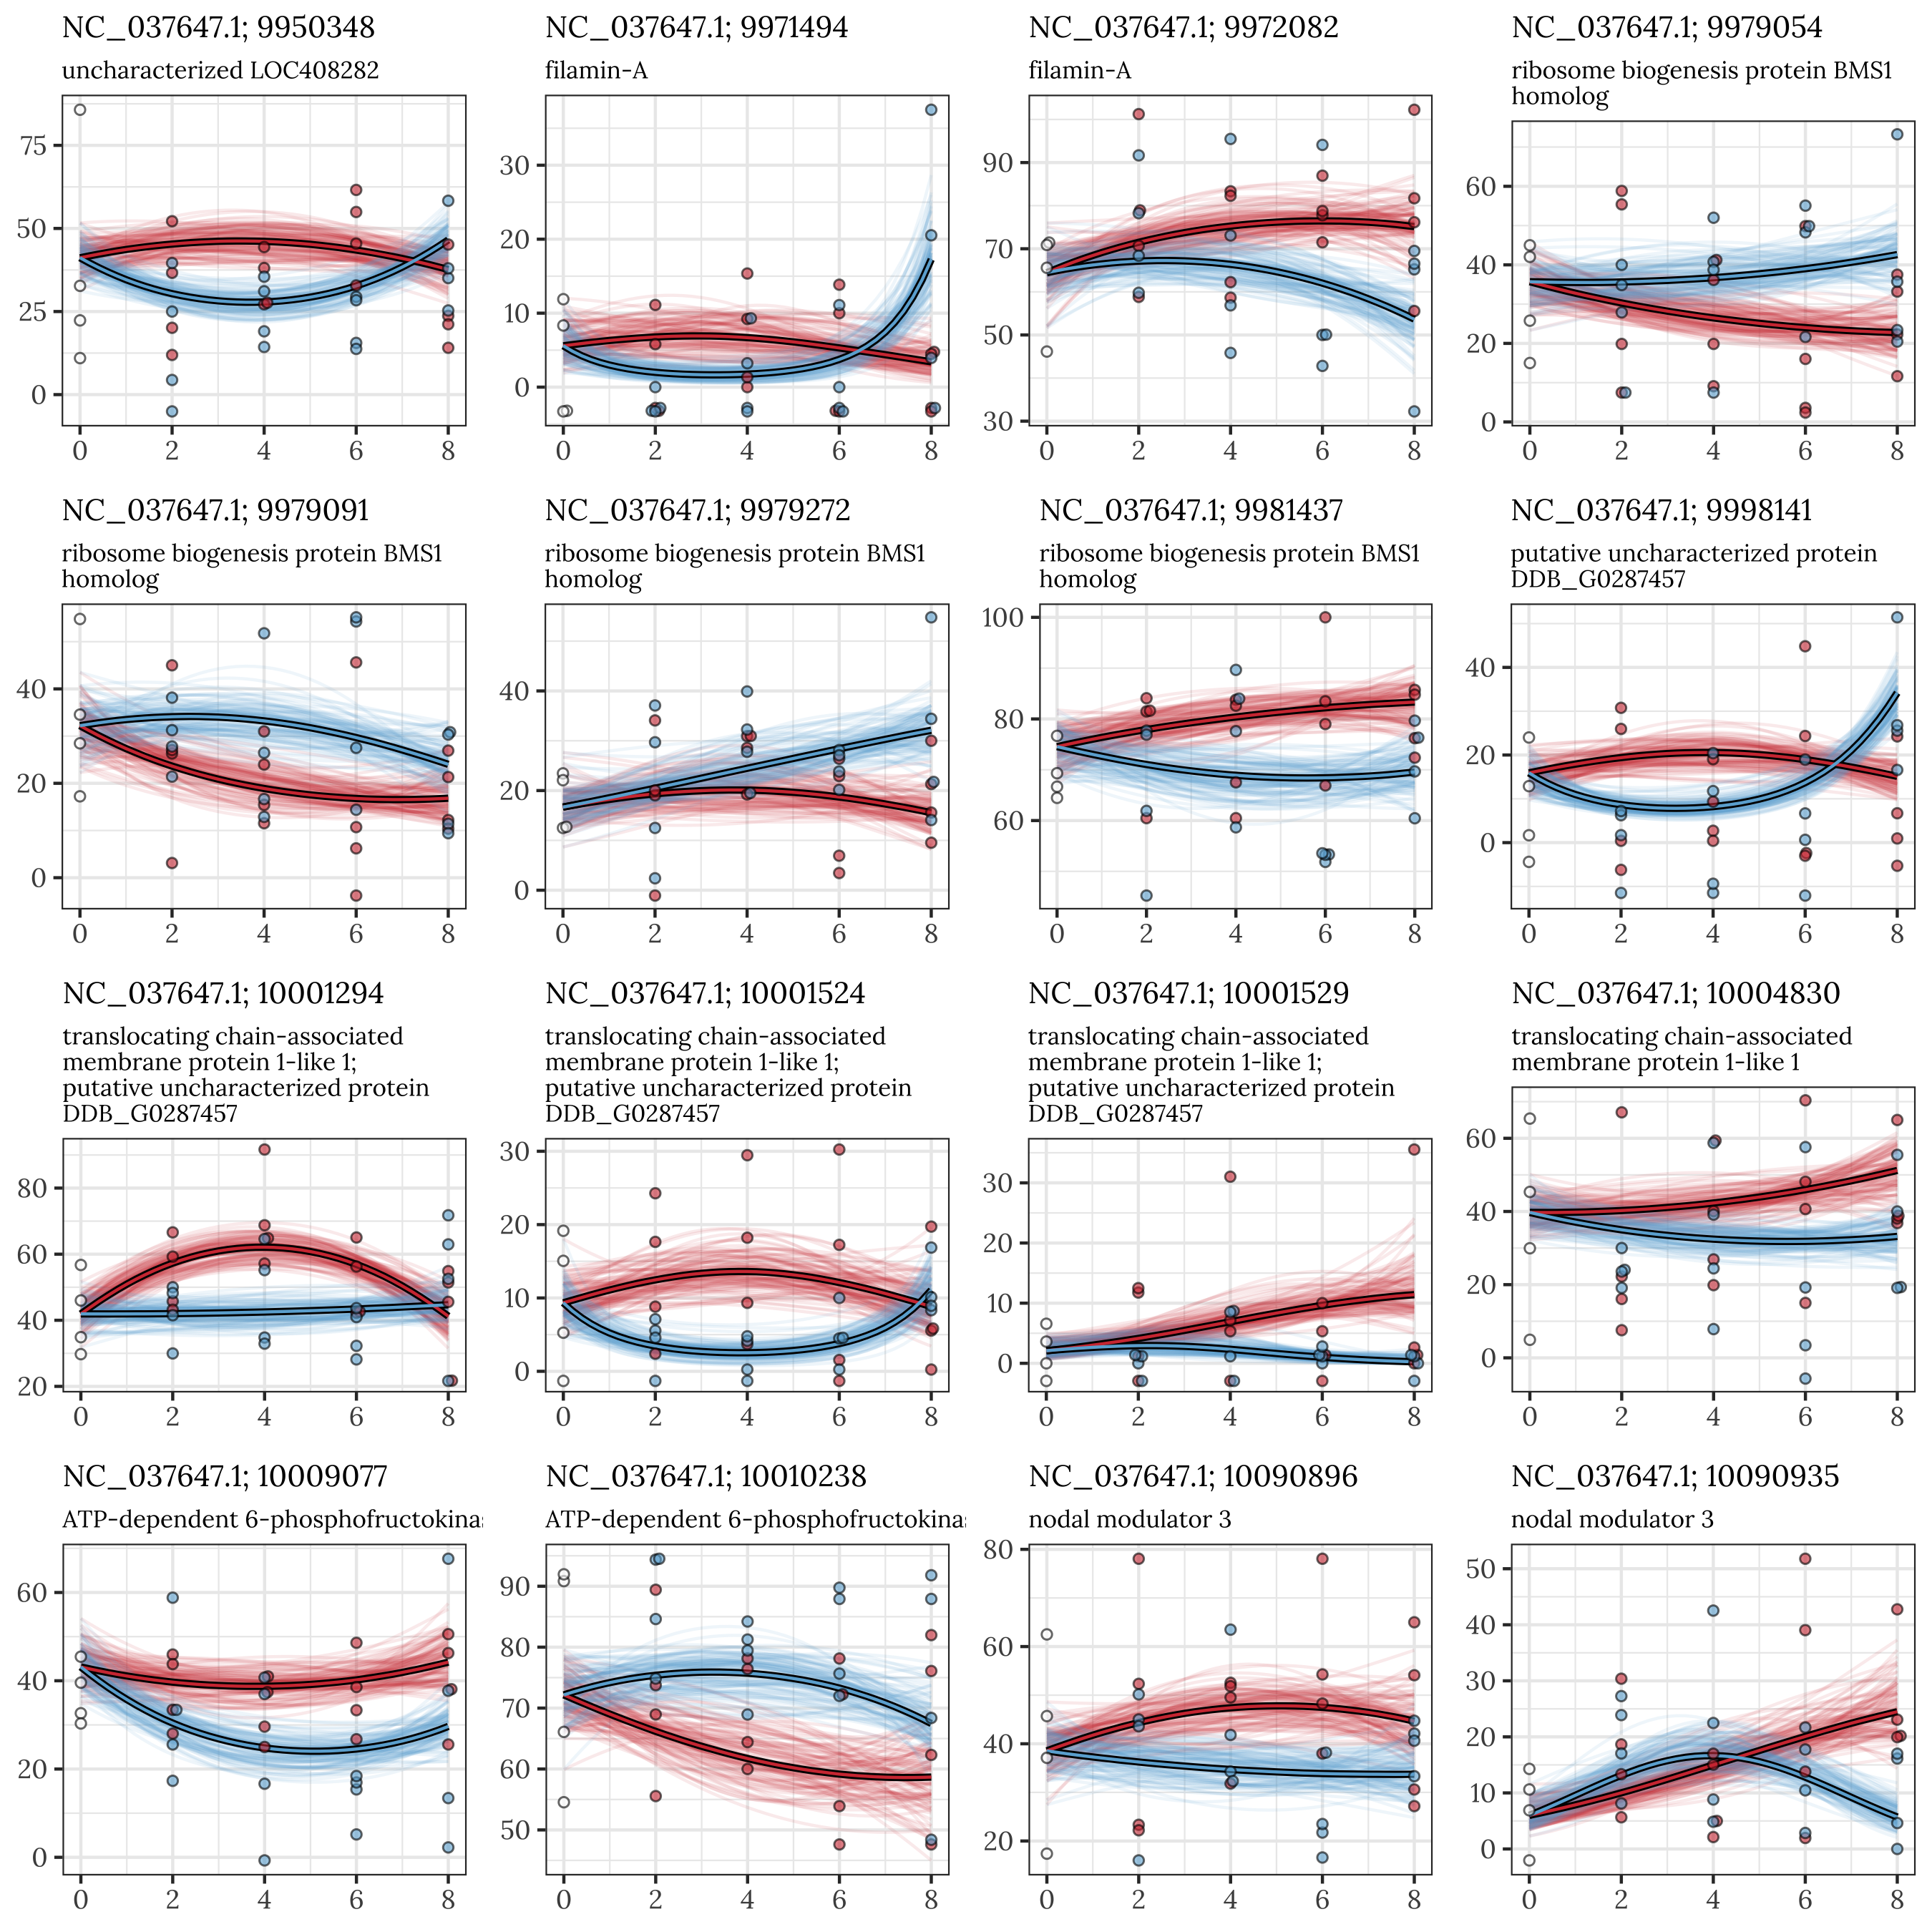 NC_037647.1; 9950348
uncharacterized LOC408282
75
50
25
0
0 2 4 6 8
NC_037647.1; 9971494
filamin-A
30
20
10
0
0 2 4 6 8
NC_037647.1; 9972082
filamin-A
90
70
50
30
0 2 4 6 8
NC_037647.1; 9979054
ribosome biogenesis protein BMS1
homolog
60
40
20
0
0 2 4 6 8
NC_037647.1; 9979091
ribosome biogenesis protein BMS1
homolog
40
20
0
0 2 4 6 8
NC_037647.1; 9979272
ribosome biogenesis protein BMS1
homolog
40
20
0
0 2 4 6 8
NC_037647.1; 9981437
ribosome biogenesis protein BMS1
homolog
100
80
60
0 2 4 6 8
NC_037647.1; 9998141
putative uncharacterized protein
DDB_G0287457
40
20
0
0 2 4 6 8
NC_037647.1; 10001294
translocating chain-associated
membrane protein 1-like 1;
putative uncharacterized protein
DDB_G0287457
80
60
40
20
0 2 4 6 8
NC_037647.1; 10001524
translocating chain-associated
membrane protein 1-like 1;
putative uncharacterized protein
DDB_G0287457
30
20
10
0
0 2 4 6 8
NC_037647.1; 10001529
translocating chain-associated
membrane protein 1-like 1;
putative uncharacterized protein
DDB_G0287457
30
20
10
0
0 2 4 6 8
NC_037647.1; 10004830
translocating chain-associated
membrane protein 1-like 1
60
40
20
0
0 2 4 6 8
NC_037647.1; 10009077
ATP-dependent 6-phosphofructokina
60
40
20
0
0 2 4 6 8
NC_037647.1; 10010238
ATP-dependent 6-phosphofructokina
90
80
70
60
50
0 2 4 6 8
NC_037647.1; 10090896
nodal modulator 3
80
60
40
20
0 2 4 6 8
NC_037647.1; 10090935
nodal modulator 3
50
40
30
20
10
0
0 2 4 6 8